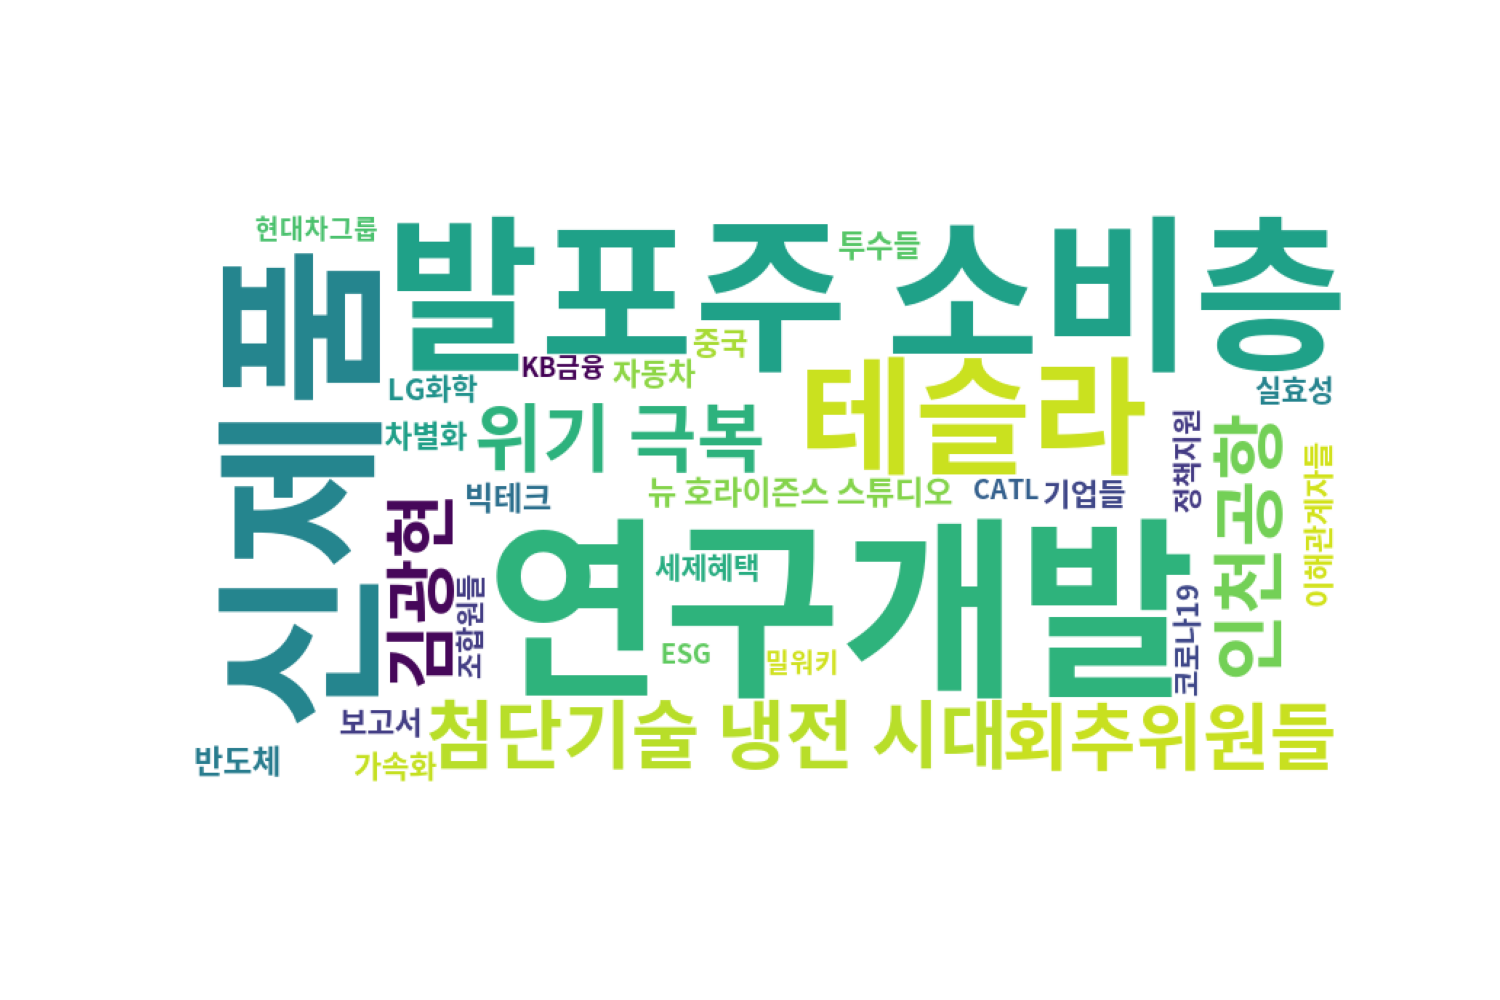 현대차그룹
발포주 소비층
투수들
신제품
중국
KB금융
자동차
테슬라
LG화학
실효성
차별화
위기 극복
정책지원
인천공항
이해관계자들
빅테크
뉴 호라이즌스 스튜디오
CATL
기업들
김광현
조합원들
연구개발
세제혜택
코로나19
ESG
밀워키
보고서
첨단기술 냉전 시대
회추위원들
반도체
가속화